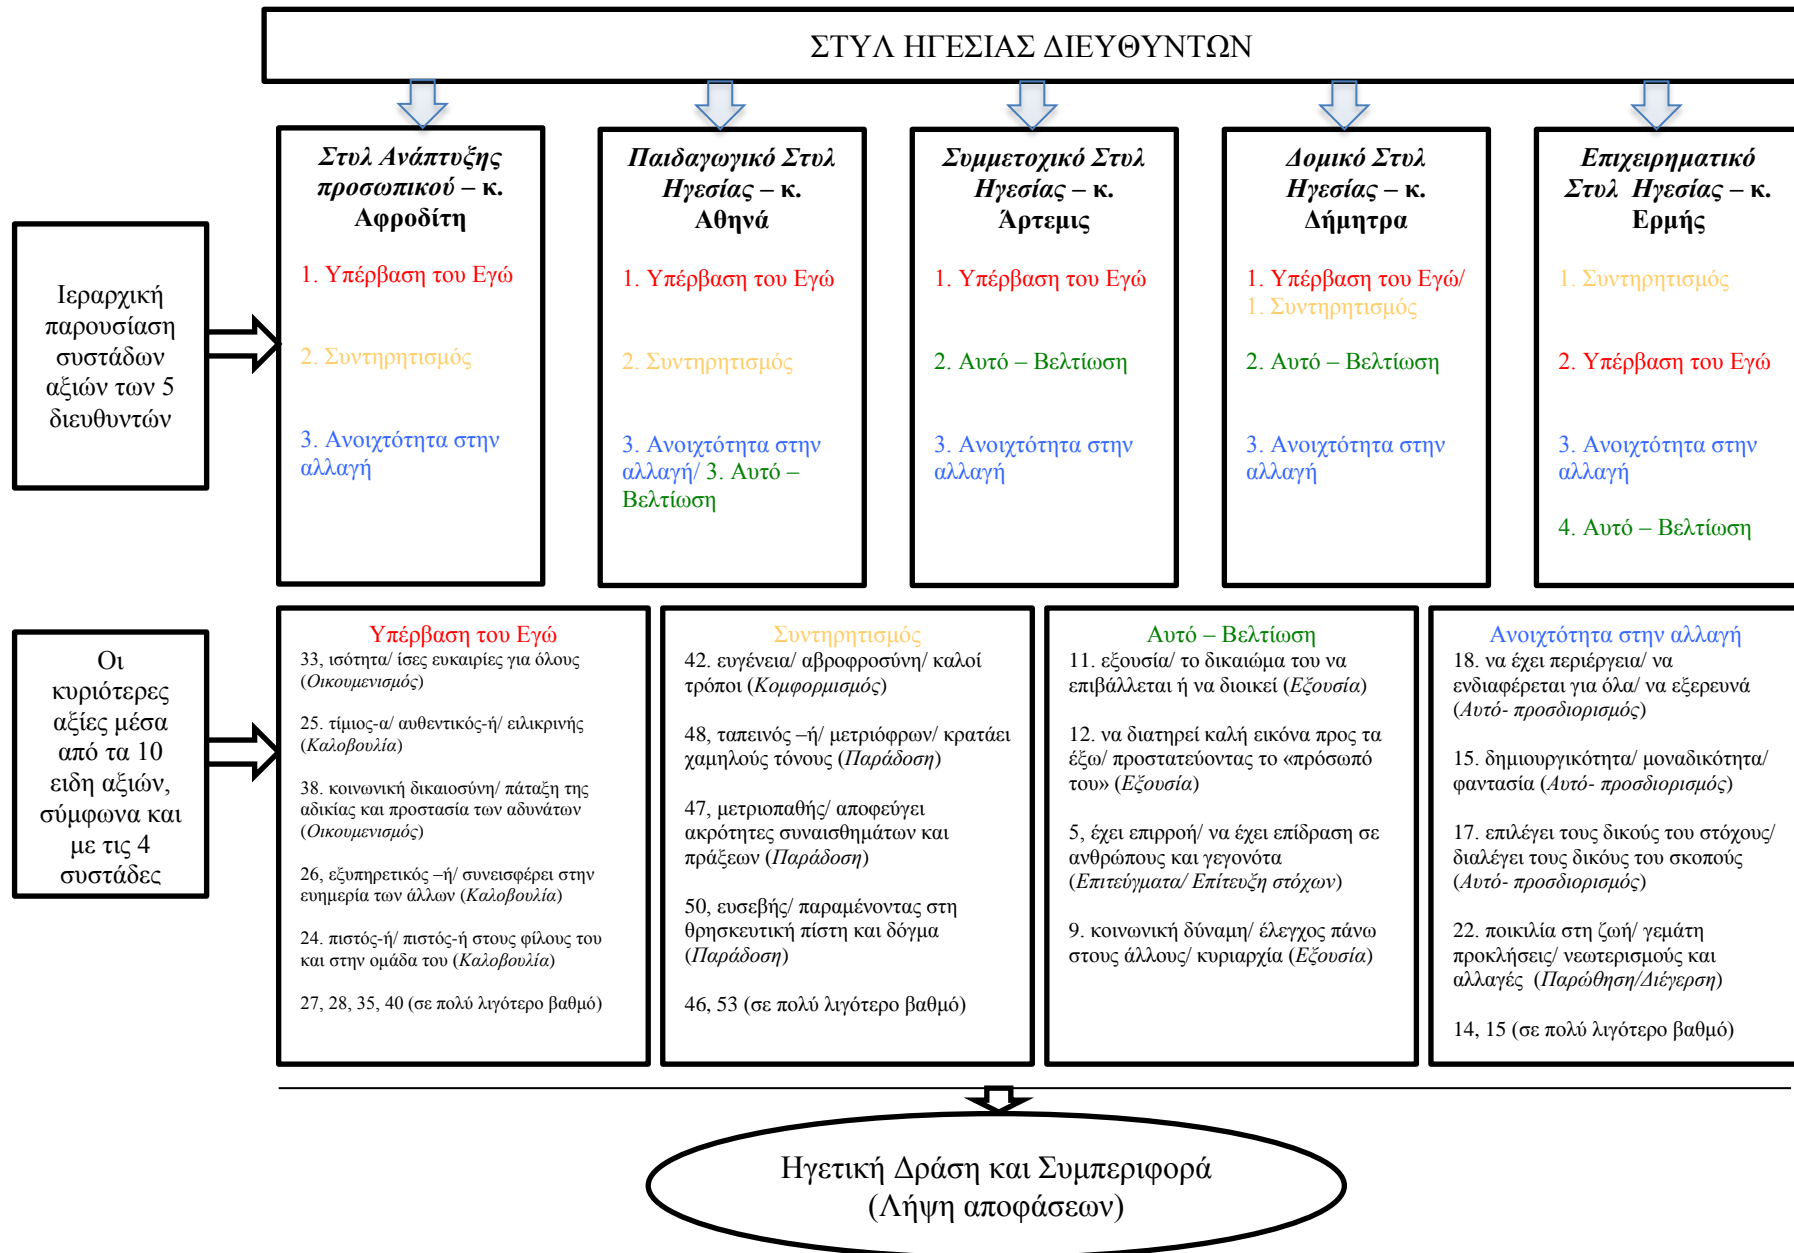 ΣΤΥΛ ΗΓΕΣΙΑΣ ΔΙΕΥΘΥΝΤΩΝ
Ιεραρχική
παρουσίαση
συστάδων
αξιών των 5
διευθυντών
Στυλ Ανάπτυξης
προσωπικού – κ.
Αφροδίτη
1. Υπέρβαση του Εγώ
2. Συντηρητισμός
3. Ανοιχτότητα στην
αλλαγή
Παιδαγωγικό Στυλ
Ηγεσίας – κ.
Αθηνά
1. Υπέρβαση του Εγώ
2. Συντηρητισμός
3. Ανοιχτότητα στην
αλλαγή/ 3. Αυτό –
Βελτίωση
Συμμετοχικό Στυλ
Ηγεσίας – κ.
Άρτεμις
1. Υπέρβαση του Εγώ
2. Αυτό – Βελτίωση
3. Ανοιχτότητα στην
αλλαγή
Δομικό Στυλ
Ηγεσίας – κ.
Δήμητρα
1. Υπέρβαση του Εγώ/
1. Συντηρητισμός
2. Αυτό – Βελτίωση
3. Ανοιχτότητα στην
αλλαγή
Επιχειρηματικό
Στυλ Ηγεσίας – κ.
Ερμής
1. Συντηρητισμός
2. Υπέρβαση του Εγώ
3. Ανοιχτότητα στην
αλλαγή
4. Αυτό – Βελτίωση
Οι
κυριότερες
αξίες μέσα
από τα 10
ειδη αξιών,
σύμφωνα και
με τις 4
συστάδες
Υπέρβαση του Εγώ
33, ισότητα/ ίσες ευκαιρίες για όλους
(Οικουμενισμός)
25. τίμιος-α/ αυθεντικός-ή/ ειλικρινής
(Καλοβουλία)
38. κοινωνική δικαιοσύνη/ πάταξη της
αδικίας και προστασία των αδυνάτων
(Οικουμενισμός)
26, εξυπηρετικός –ή/ συνεισφέρει στην
ευημερία των άλλων (Καλοβουλία)
24. πιστός-ή/ πιστός-ή στους φίλους του
και στην ομάδα του (Καλοβουλία)
27, 28, 35, 40 (σε πολύ λιγότερο βαθμό)
Συντηρητισμός
42. ευγένεια/ αβροφροσύνη/ καλοί
τρόποι (Κομφορμισμός)
48, ταπεινός –ή/ μετριόφρων/ κρατάει
χαμηλούς τόνους (Παράδοση)
47, μετριοπαθής/ αποφεύγει
ακρότητες συναισθημάτων και
πράξεων (Παράδοση)
50, ευσεβής/ παραμένοντας στη
θρησκευτική πίστη και δόγμα
(Παράδοση)
46, 53 (σε πολύ λιγότερο βαθμό)
Αυτό – Βελτίωση
11. εξουσία/ το δικαιώμα του να
επιβάλλεται ή να διοικεί (Εξουσία)
12. να διατηρεί καλή εικόνα προς τα
έξω/ προστατεύοντας το «πρόσωπό
του» (Εξουσία)
5, έχει επιρροή/ να έχει επίδραση σε
ανθρώπους και γεγονότα
(Επιτεύγματα/ Επίτευξη στόχων)
9. κοινωνική δύναμη/ έλεγχος πάνω
στους άλλους/ κυριαρχία (Εξουσία)
Ανοιχτότητα στην αλλαγή
18. να έχει περιέργεια/ να
ενδιαφέρεται για όλα/ να εξερευνά
(Αυτό- προσδιορισμός)
15. δημιουργικότητα/ μοναδικότητα/
φαντασία (Αυτό- προσδιορισμός)
17. επιλέγει τους δικούς του στόχους/
διαλέγει τους δικόυς του σκοπούς
(Αυτό- προσδιορισμός)
22. ποικιλία στη ζωή/ γεμάτη
προκλήσεις/ νεωτερισμούς και
αλλαγές (Παρώθηση/Διέγερση)
14, 15 (σε πολύ λιγότερο βαθμό)
Ηγετική Δράση και Συμπεριφορά
(Λήψη αποφάσεων)